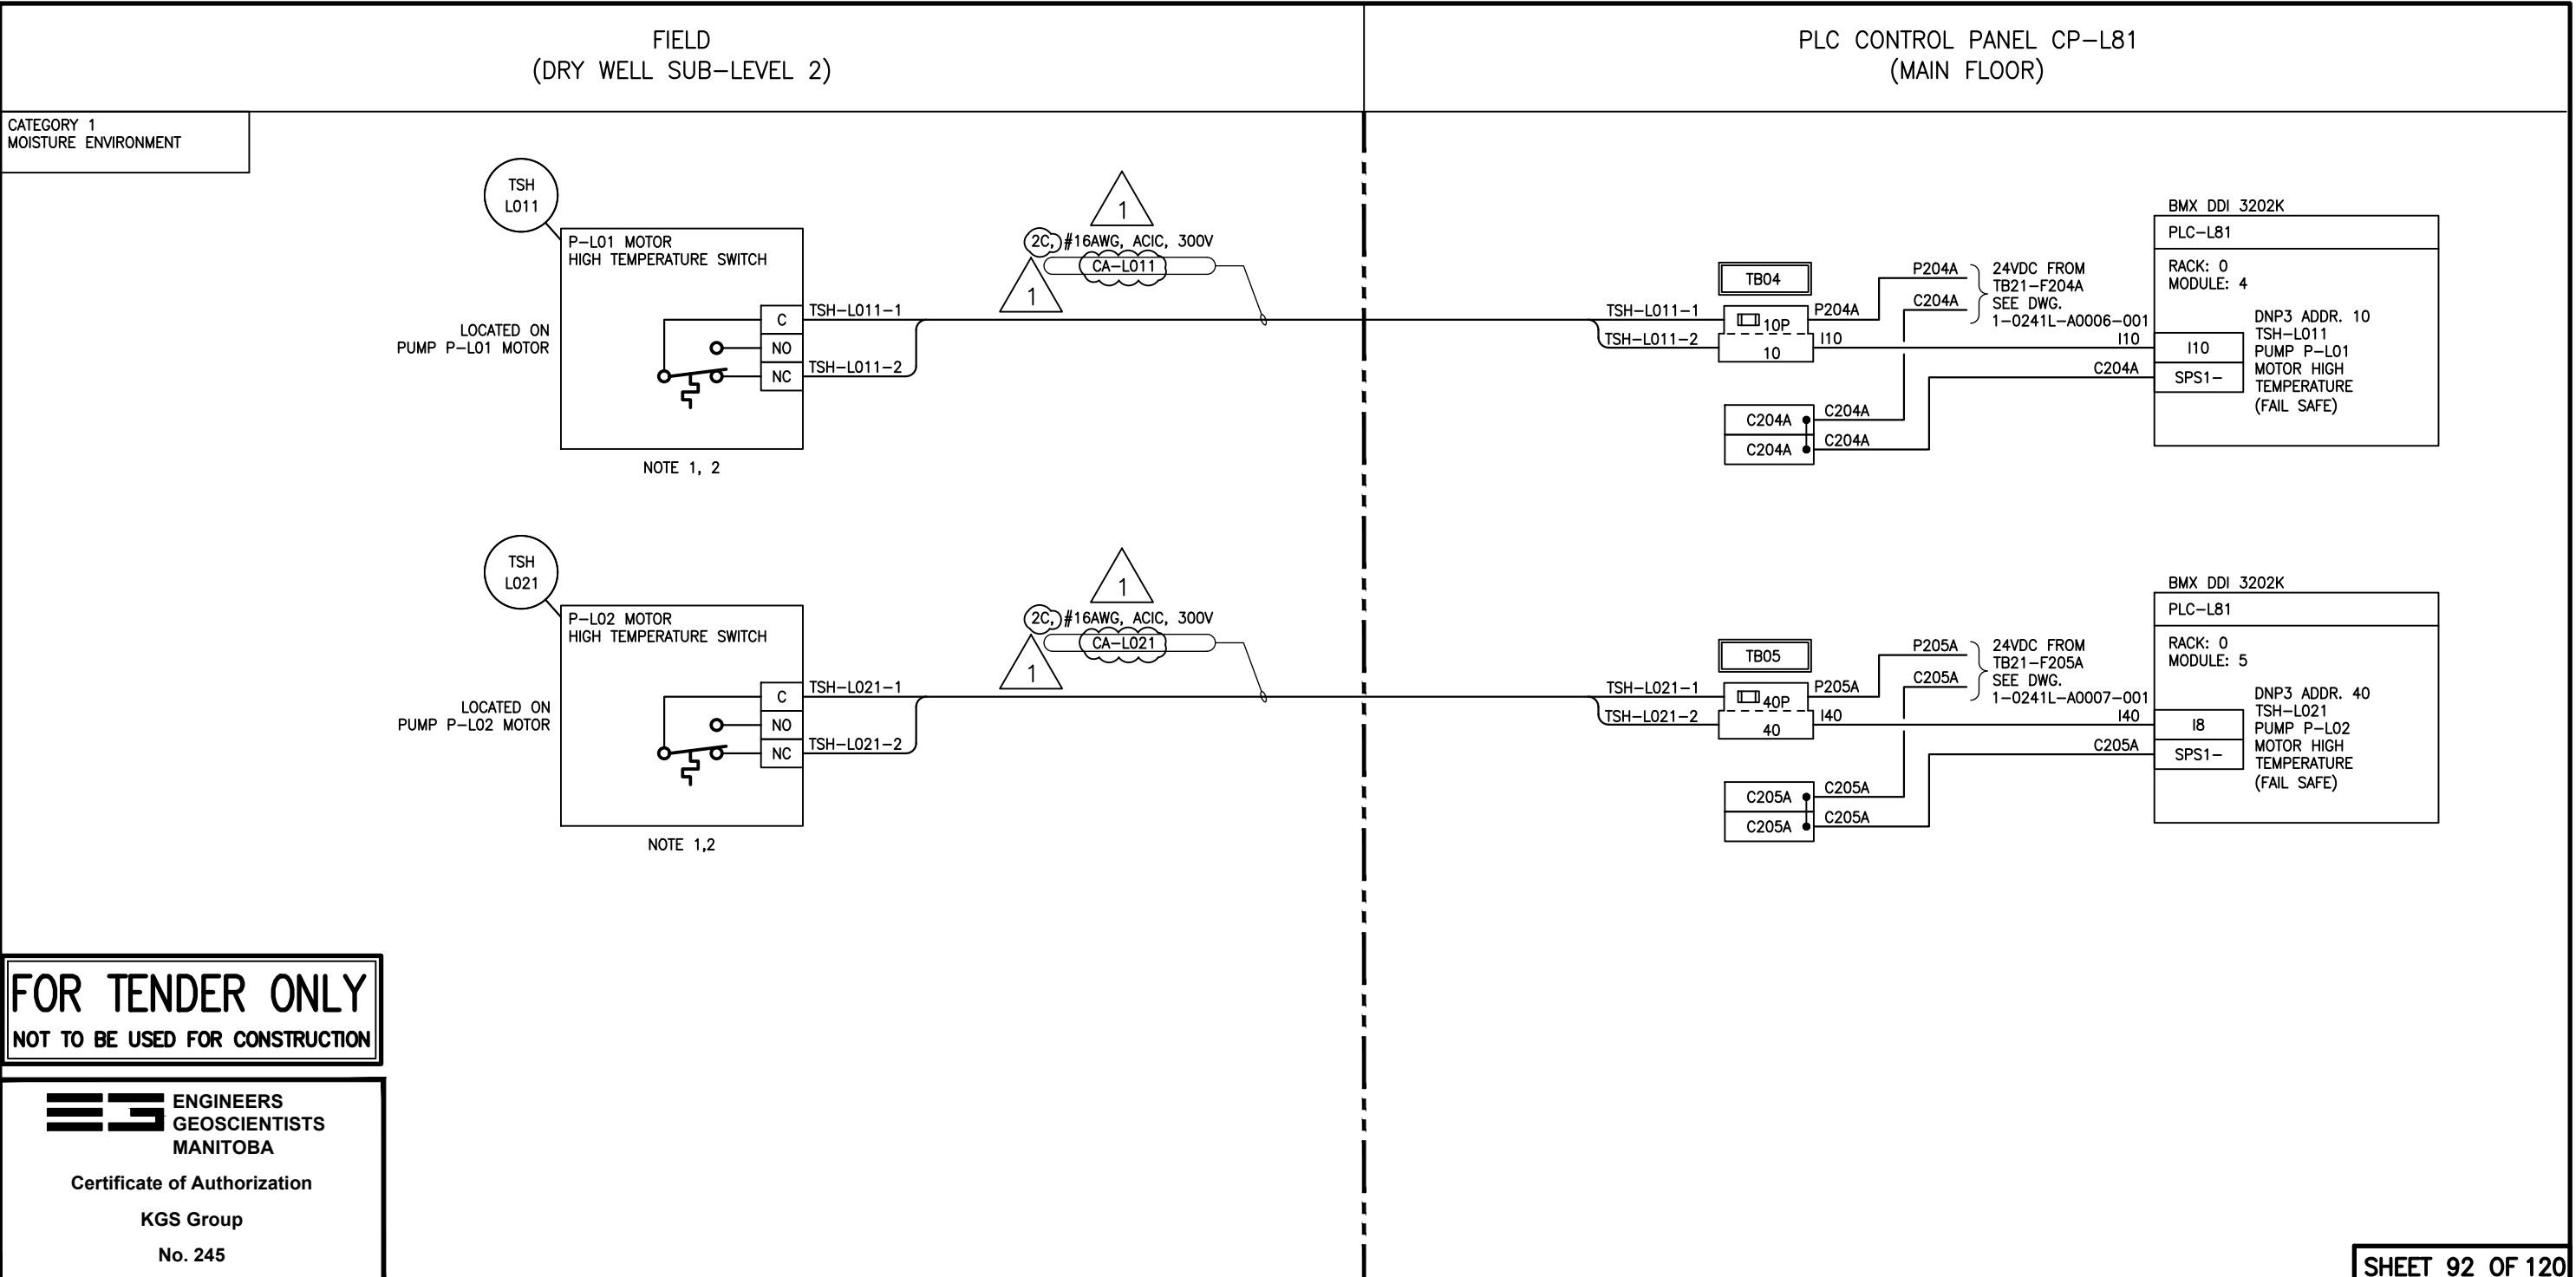 FIELD
(DRY WELL SUB-LEVEL 2)
PLC CONTROL PANEL CP-L81
(MAIN FLOOR)
CATEGORY 1
MOISTURE ENVIRONMENT
TSH
L011
P-L01 MOTOR
HIGH TEMPERATURE SWITCH
LOCATED ON
PUMP P-L01 MOTOR
C
NO
NC
TSH-L011-1
TSH-L011-2
NOTE 1, 2
1
2C, #16AWG, ACIC, 300V
CA-L011
1
TSH-L011-1
TSH-L011-2
TB04
10P
10
P204A
I10
P204A
C204A
24VDC FROM
TB21-F204A
SEE DWG.
1-0241L-A0006-001
I10
C204A
C204A
C204A
C204A
C204A
BMX DDI 3202K
PLC-L81
RACK: 0
MODULE: 4
I10
SPS1-
DNP3 ADDR. 10
TSH-L011
PUMP P-L01
MOTOR HIGH
TEMPERATURE
(FAIL SAFE)
TSH
L021
P-L02 MOTOR
HIGH TEMPERATURE SWITCH
LOCATED ON
PUMP P-L02 MOTOR
C
NO
NC
TSH-L021-1
TSH-L021-2
NOTE 1,2
1
2C, #16AWG, ACIC, 300V
CA-L021
1
TSH-L021-1
TSH-L021-2
TB05
40P
40
P205A
I40
P205A
C205A
24VDC FROM
TB21-F205A
SEE DWG.
1-0241L-A0007-001
I40
C205A
C205A
C205A
C205A
C205A
BMX DDI 3202K
PLC-L81
RACK: 0
MODULE: 5
I8
SPS1-
DNP3 ADDR. 40
TSH-L021
PUMP P-L02
MOTOR HIGH
TEMPERATURE
(FAIL SAFE)
FOR TENDER ONLY
NOT TO BE USED FOR CONSTRUCTION
ENGINEERS
GEOSCIENTISTS
MANITOBA
Certificate of Authorization
KGS Group
No. 245
SHEET 92 OF 120